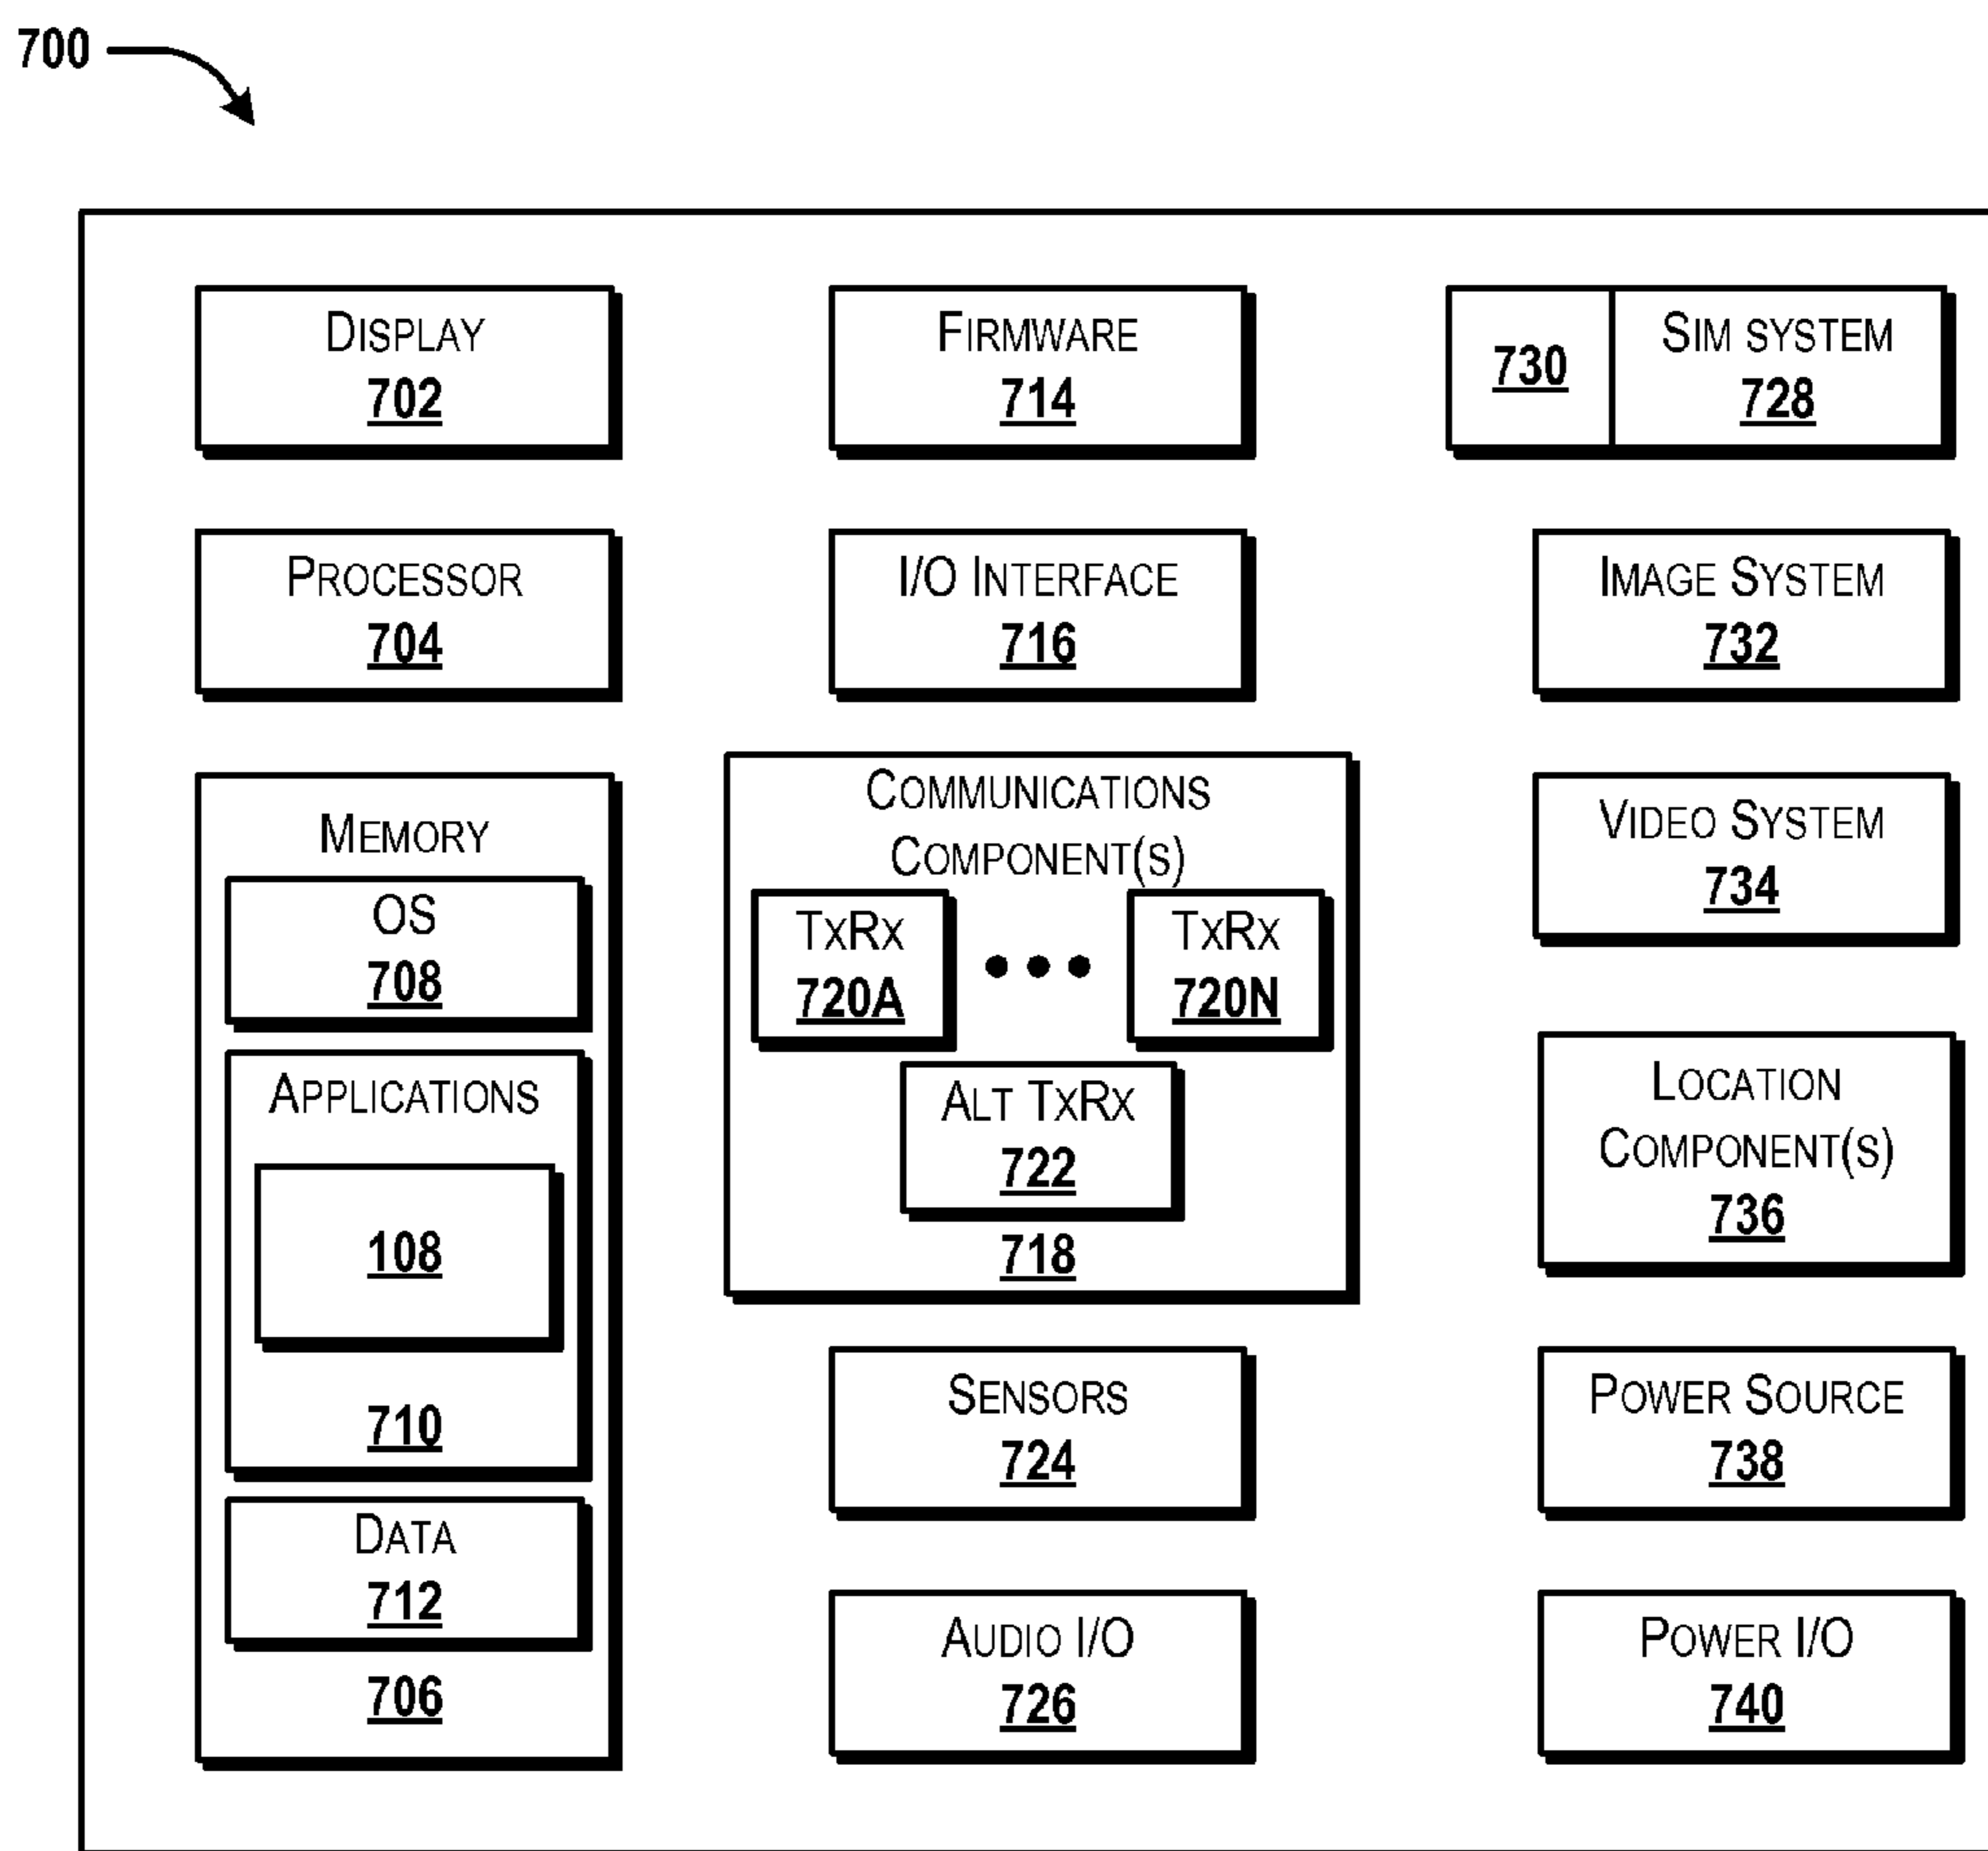 700
DISPLAY
702
PROCESSOR
704
MEMORY
OS
708
APPLICATIONS
108
710
DATA
712
706
FIRMWARE
714
I/O INTERFACE
716
COMMUNICATIONS
COMPONENT(S)
TXRX
720A
TXRX
720N
ALT TXRX
722
718
SENSORS
724
AUDIO I/O
726
730
SIM SYSTEM
728
IMAGE SYSTEM
732
VIDEO SYSTEM
734
LOCATION
COMPONENT(S)
736
POWER SOURCE
738
POWER I/O
740